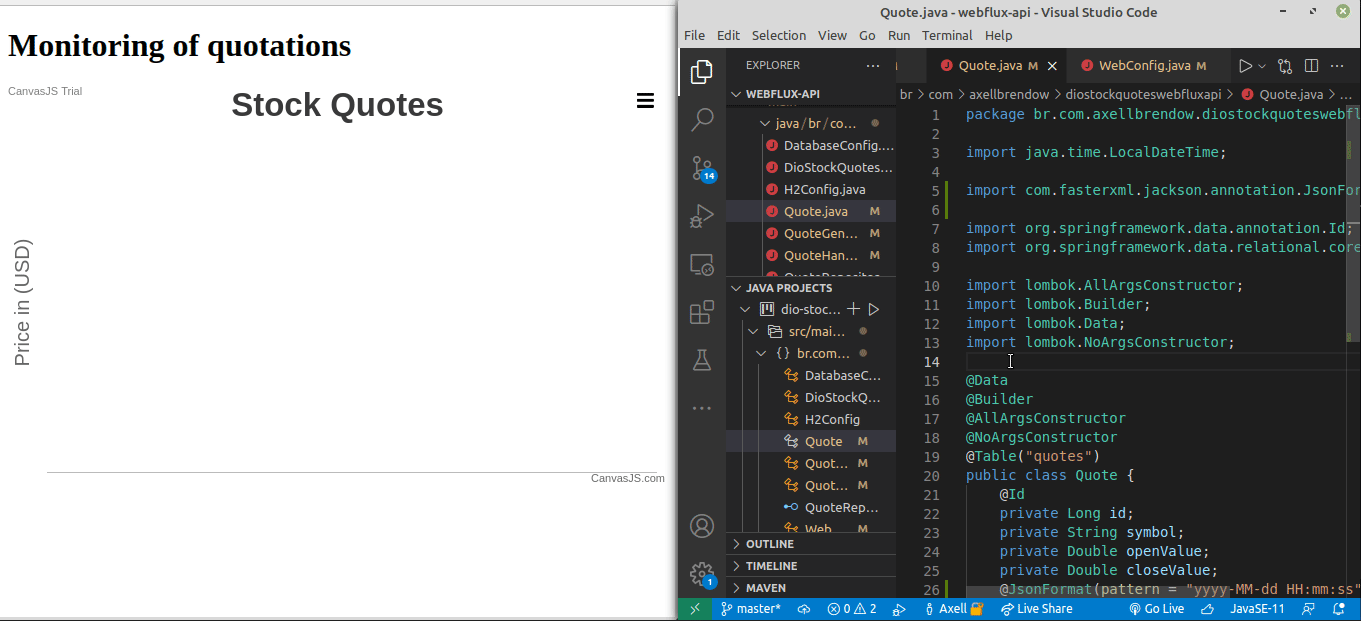 Monitoring of quotations
CanvasJS Trial
Stock Quotes
Price in (USD)
CanvasJS.com
Quote.java - webflux-api - Visual Studio Code
File Edit Selection View Go Run Terminal Help
EXPLORER
Quote.java M
WebConfig.java M
WEBFLUX-API
br > com > axellbrendow > diostockquoteswebfluxapi > Quote.java > ...
java/br/co...
DatabaseConfig....
DioStockQuotes...
H2Config.java
Quote.java M
QuoteGen... M
QuoteHan... M
JAVA PROJECTS
dio-stoc...
src/mai...
{} br.com...
DatabaseC...
DioStockQ...
H2Config
Quote M
Quot... M
Quot... M
QuoteRep...
Web M
OUTLINE
TIMELINE
MAVEN
14
1
1 package br.com.axellbrendow.diostockquoteswebfl
2
3 import java.time.LocalDateTime;
4
5 import com.fasterxml.jackson.annotation.JsonFor
6
7 import org.springframework.data.annotation.Id;
8 import org.springframework.data.relational.core
9
10 import lombok.AllArgsConstructor;
11 import lombok.Builder;
12 import lombok.Data;
13 import lombok.NoArgsConstructor;
14
15 @Data
16 @Builder
17 @AllArgsConstructor
18 @NoArgsConstructor
19 @Table("quotes")
20 public class Quote {
21 @Id
22 private Long id;
23 private String symbol;
24 private Double openValue;
25 private Double closeValue;
26 @JsonFormat(pattern = "yyyy-MM-dd HH:mm:ss"
master* 0 2 Axell Live Share Go Live JavaSE-11